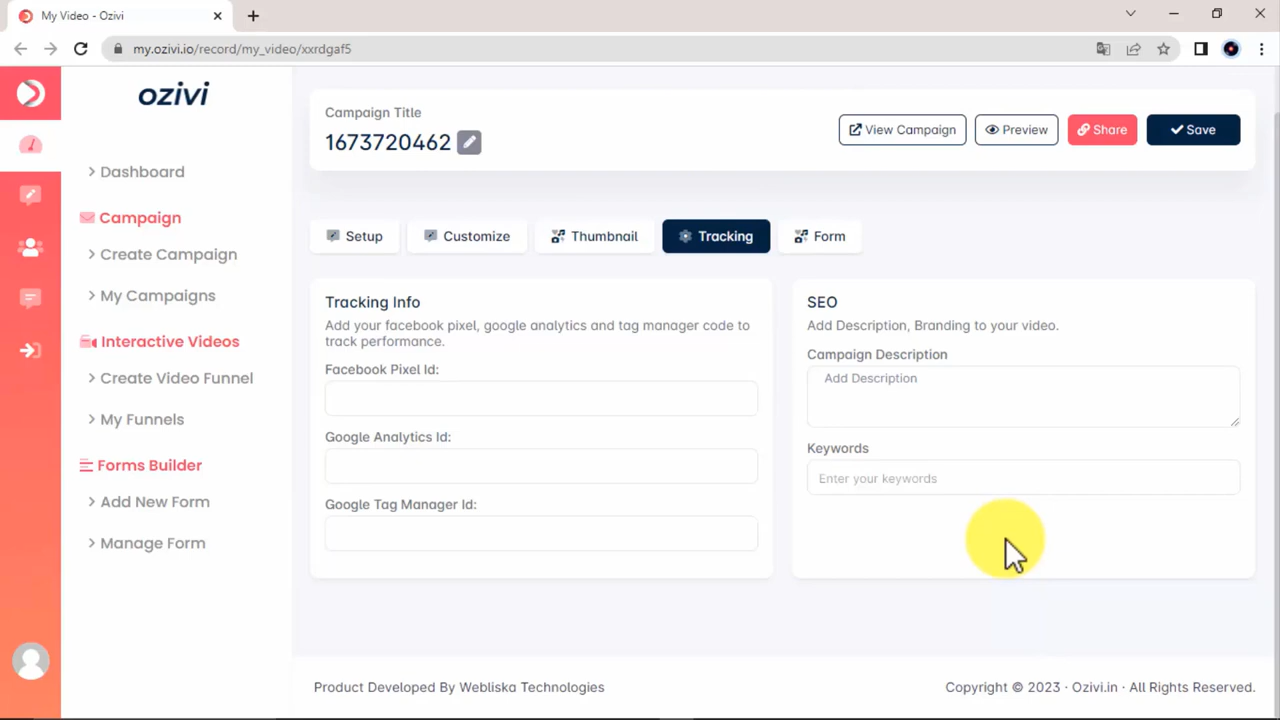 My Video - Ozivi
my.ozivi.io/record/my_video/xxrdgaf5
ozivi
Dashboard
Campaign
Create Campaign
My Campaigns
Interactive Videos
Create Video Funnel
My Funnels
Forms Builder
Add New Form
Manage Form
Campaign Title
1673720462
View Campaign
Preview
Share
Save
Setup
Customize
Thumbnail
Tracking
Form
Tracking Info
Add your facebook pixel, google analytics and tag manager code to
track performance.
Facebook Pixel Id:
Google Analytics Id:
Google Tag Manager Id:
SEO
Add Description, Branding to your video.
Campaign Description
Add Description
Keywords
Enter your keywords
Product Developed By Webliska Technologies
Copyright © 2023 · Ozivi.in · All Rights Reserved.